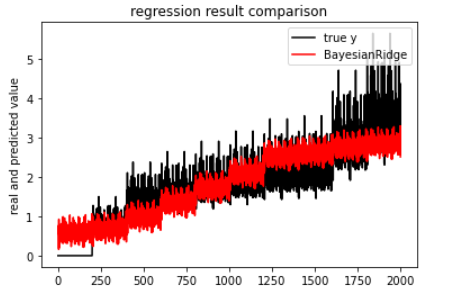 regression result comparison
true y
BayesianRidge
real and predicted value
5
4
3
2
1
0
0 250 500 750 1000 1250 1500 1750 2000